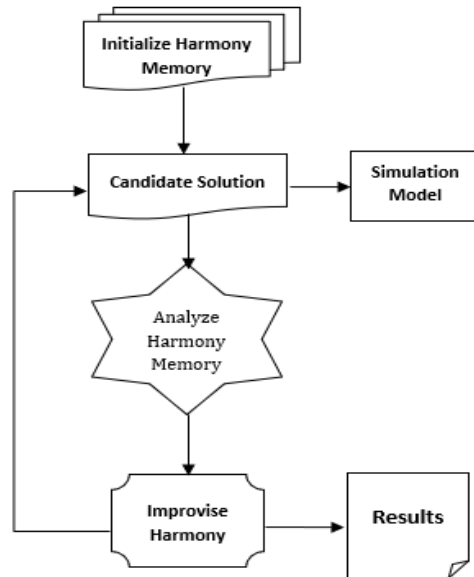 Initialize Harmony
Memory
Candidate Solution
Simulation
Model
Analyze
Harmony
Memory
Improvise
Harmony
Results